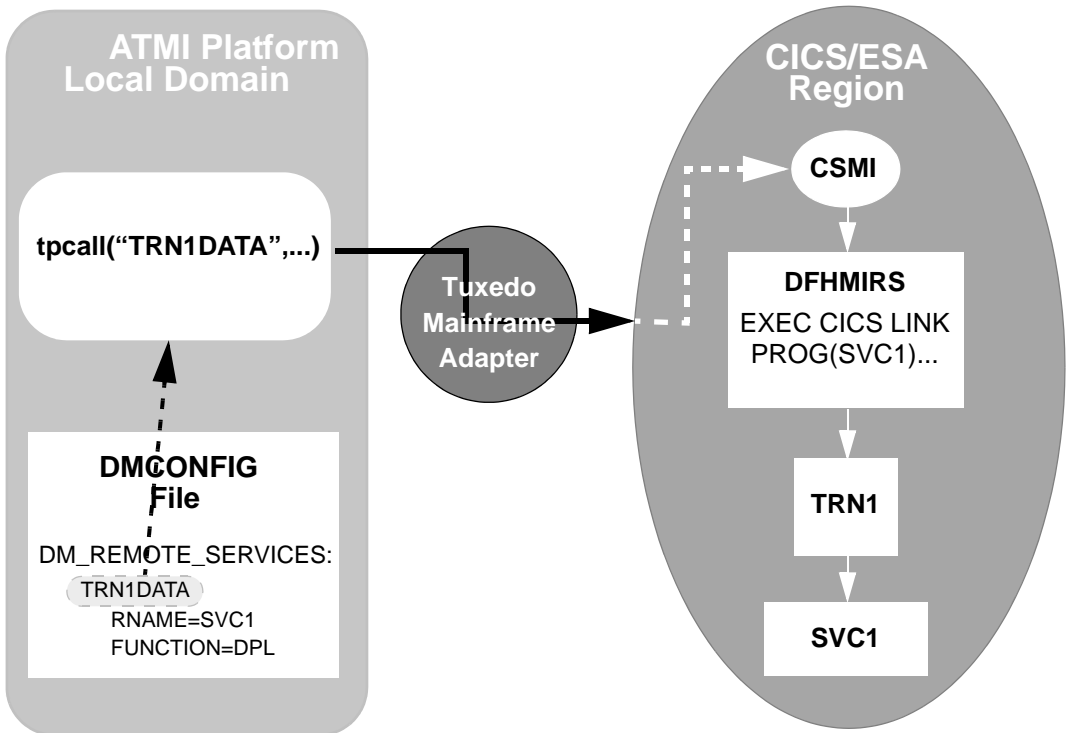 ATMI Platform
Local Domain
tpcall(“TRN1DATA”,...)
DMCONFIG
File
DM_REMOTE_SERVICES:
TRN1DATA
RNAME=SVC1
FUNCTION=DPL
Tuxedo
Mainframe
Adapter
CICS/ESA
Region
CSMI
DFHMIRS
EXEC CICS LINK
PROG(SVC1)...
TRN1
SVC1